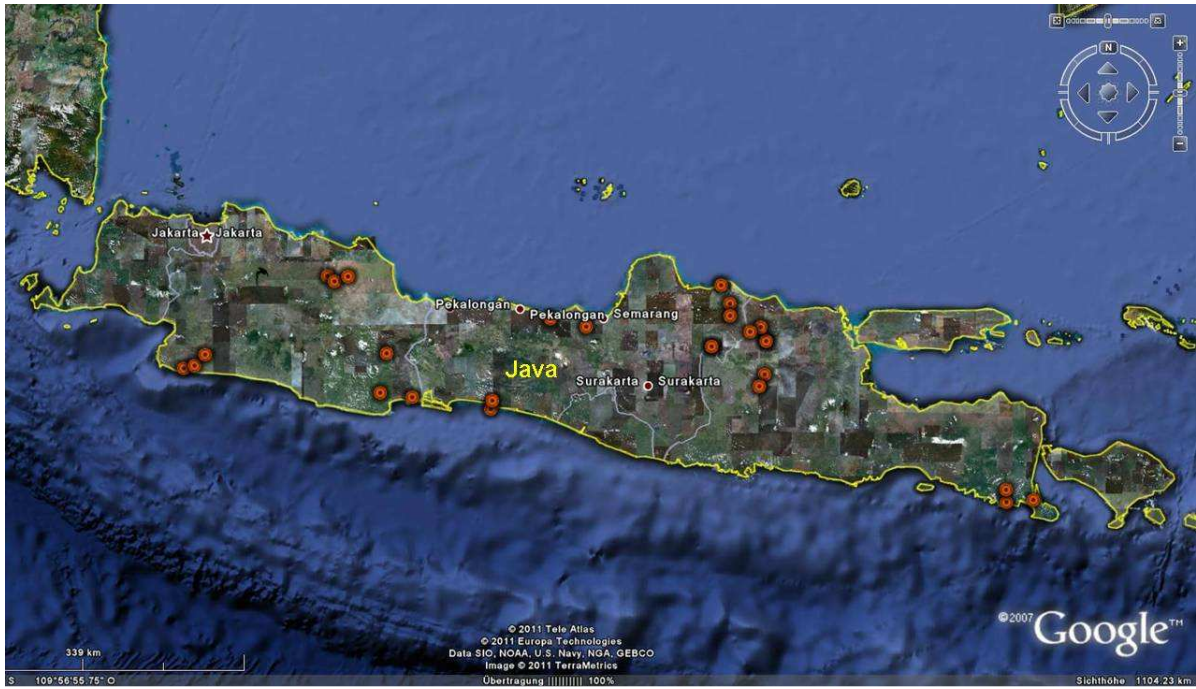 N
Jakarta Jakarta
Pekalongan
Pekalongan
Semarang
Java
Surakarta Surakarta
©2007 Google™
© 2011 Tele Atlas
© 2011 Europa Technologies
Data SIO, NOAA, U.S. Navy, NGA, GEBCO
Image © 2011 TerraMetrics
339 km
S 109°56'55.75" O
Übertragung |||||||||| 100%
Sichthöhe 1104.23 km